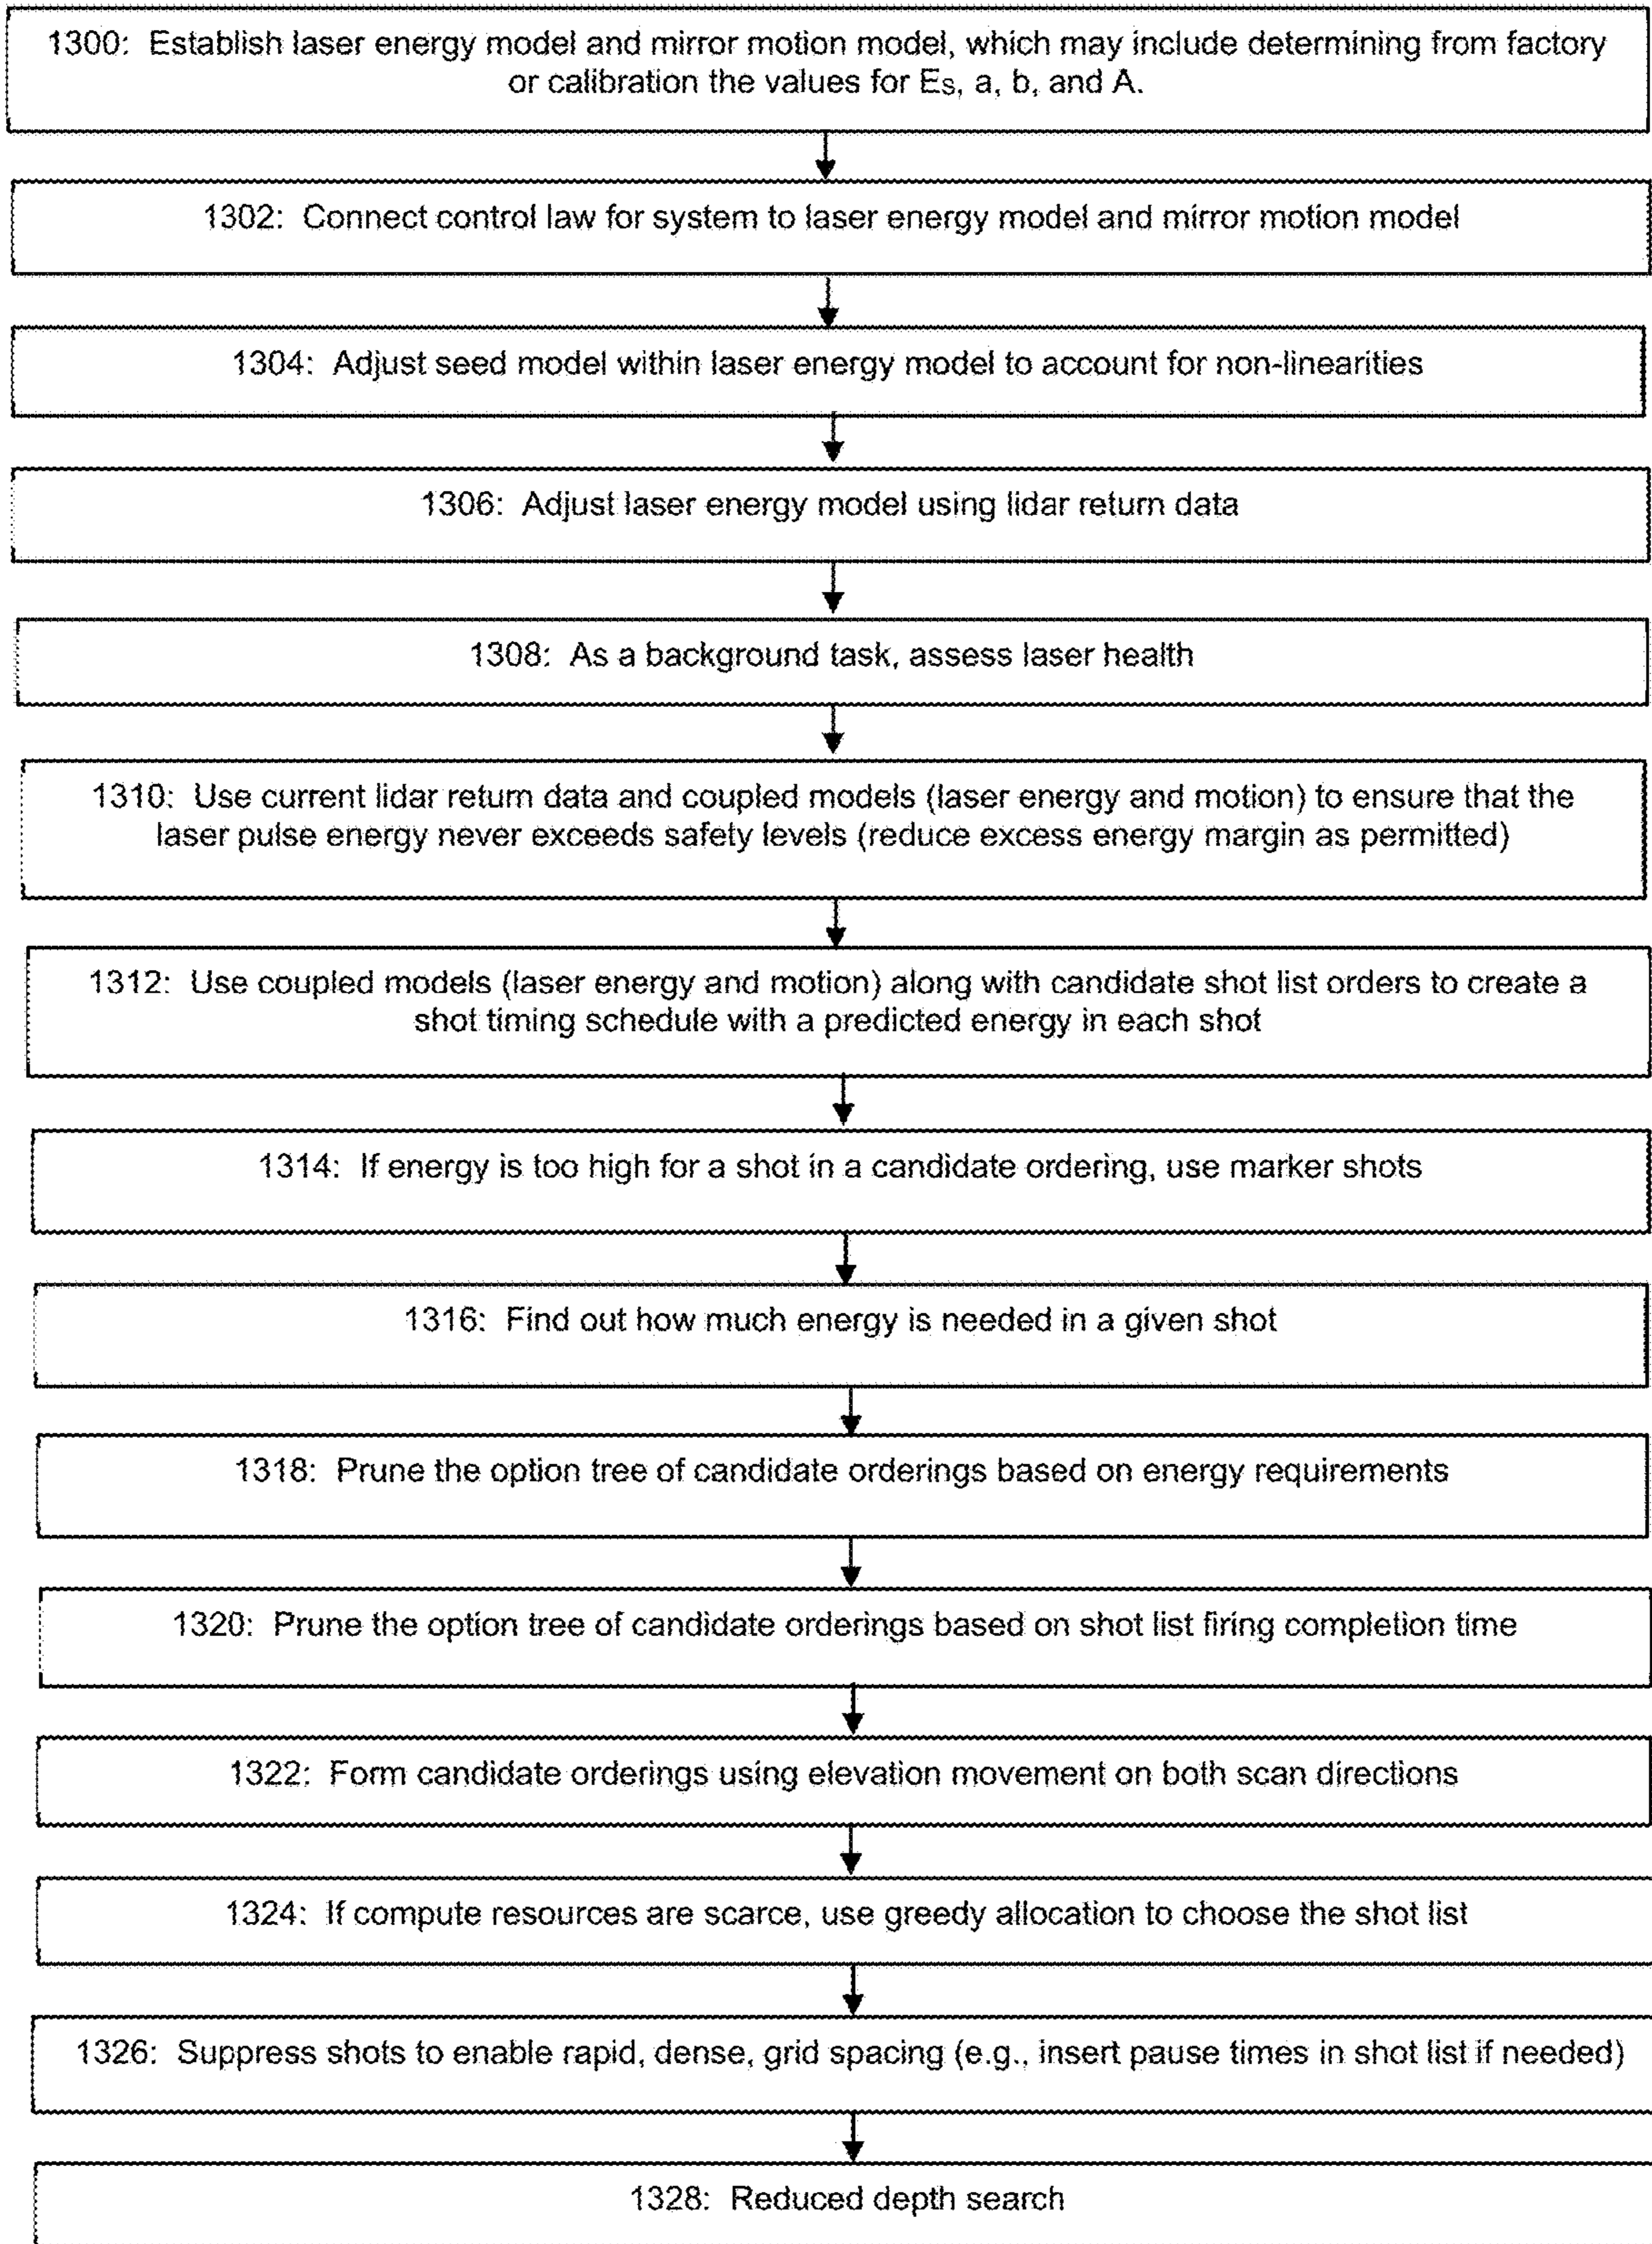 1300: Establish laser energy model and mirror motion model, which may include determining from factory
or calibration the values for Es, a, b, and A.
1302: Connect control law for system to laser energy model and mirror motion model
1304: Adjust seed model within laser energy model to account for non-linearities
1306: Adjust laser energy model using lidar return data
1308: As a background task, assess laser health
1310: Use current lidar return data and coupled models (laser energy and motion) to ensure that the
laser pulse energy never exceeds safety levels (reduce excess energy margin as permitted)
1312: Use coupled models (laser energy and motion) along with candidate shot list orders to create a
shot timing schedule with a predicted energy in each shot
1314: If energy is too high for a shot in a candidate ordering, use marker shots
1316: Find out how much energy is needed in a given shot
1318: Prune the option tree of candidate orderings based on energy requirements
1320: Prune the option tree of candidate orderings based on shot list firing completion time
1322: Form candidate orderings using elevation movement on both scan directions
1324: If compute resources are scarce, use greedy allocation to choose the shot list
1326: Suppress shots to enable rapid, dense, grid spacing (e.g., insert pause times in shot list if needed)
1328: Reduced depth search